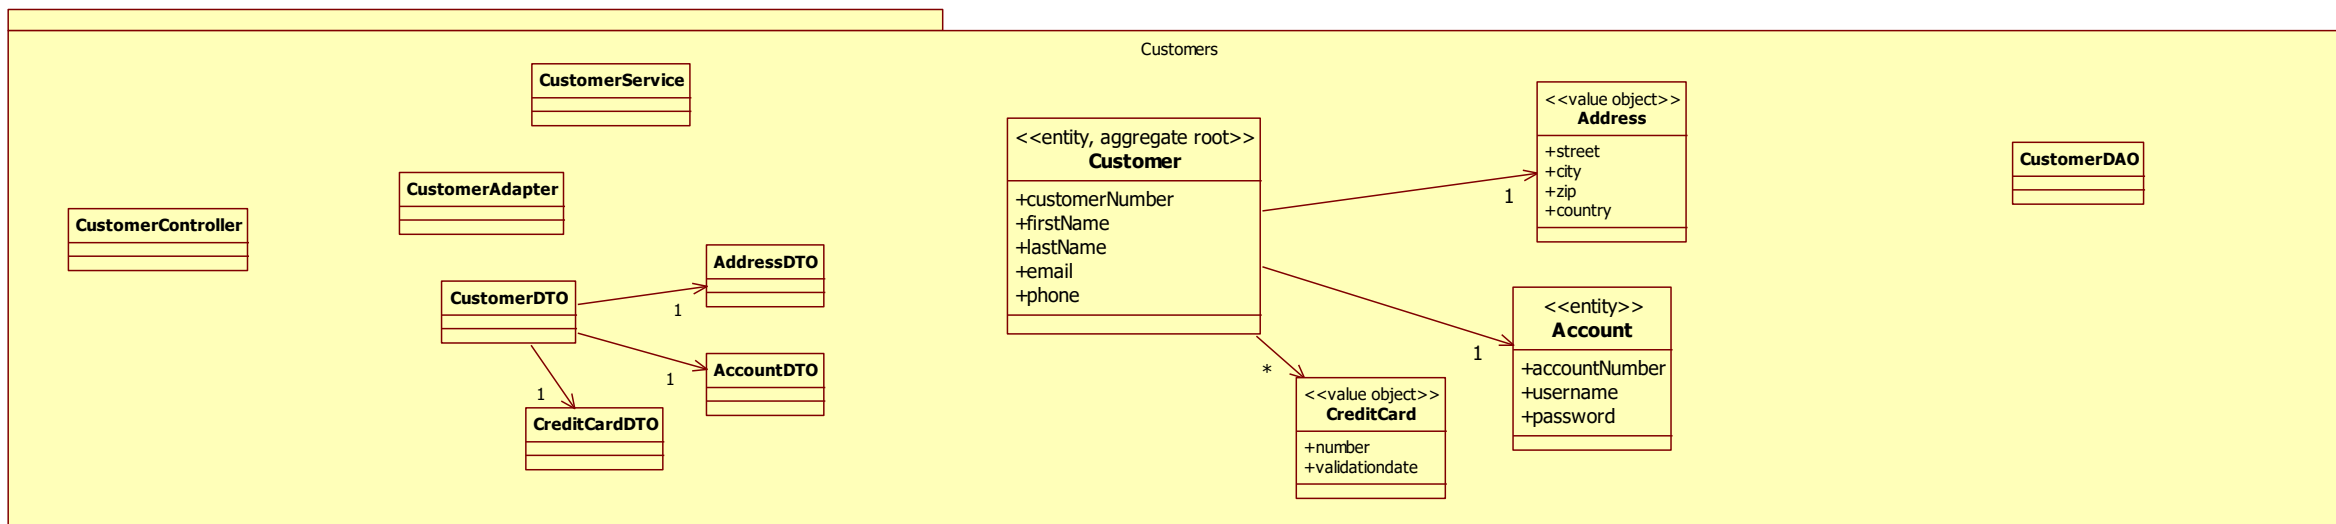 Customers
CustomerService
CustomerAdapter
CustomerController
CustomerDTO
1
AddressDTO
1
AccountDTO
1
CreditCardDTO
<<entity, aggregate root>>
Customer
+customerNumber
+firstName
+lastName
+email
+phone
1
<<value object>>
Address
+street
+city
+zip
+country
1
<<entity>>
Account
+accountNumber
+username
+password
*
<<value object>>
CreditCard
+number
+validationdate
CustomerDAO